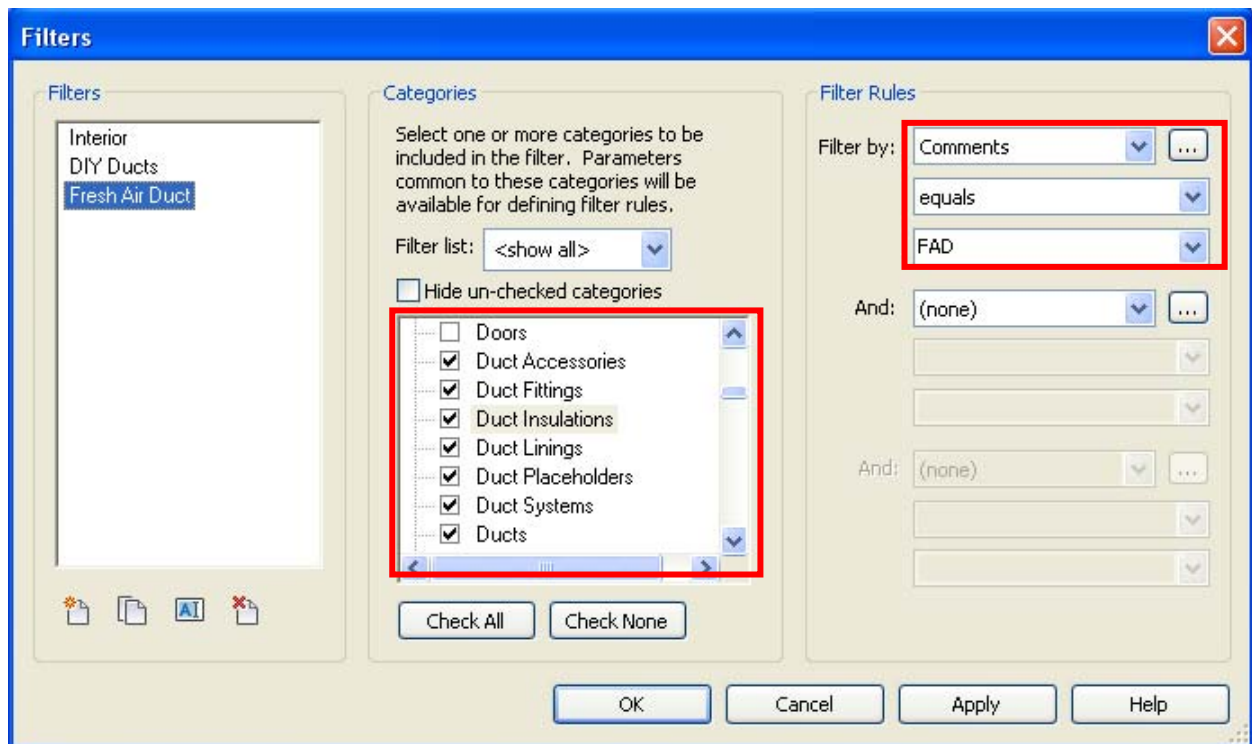 Filters
Filters
Interior
DIY Ducts
Fresh Air Duct
Categories
Select one or more categories to be
included in the filter. Parameters
common to these categories will be
available for defining filter rules.
Filter list: <show all>
Hide un-checked categories
Doors
Duct Accessories
Duct Fittings
Duct Insulations
Duct Linings
Duct Placeholders
Duct Systems
Ducts
Check All
Check None
Filter Rules
Filter by: Comments ...
equals
FAD
And: (none) ...
And: (none) ...
OK
Cancel
Apply
Help